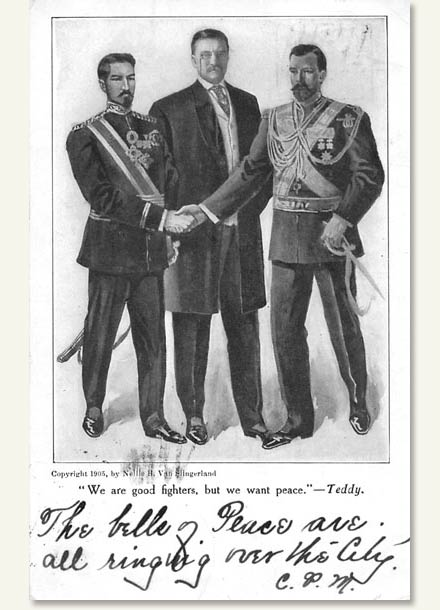 Copyright 1905, by Nellie B. Van Slingerland
"We are good fighters, but we want peace."—Teddy.
The bells of Peace are.
all ringing over the City.
C. P. M.